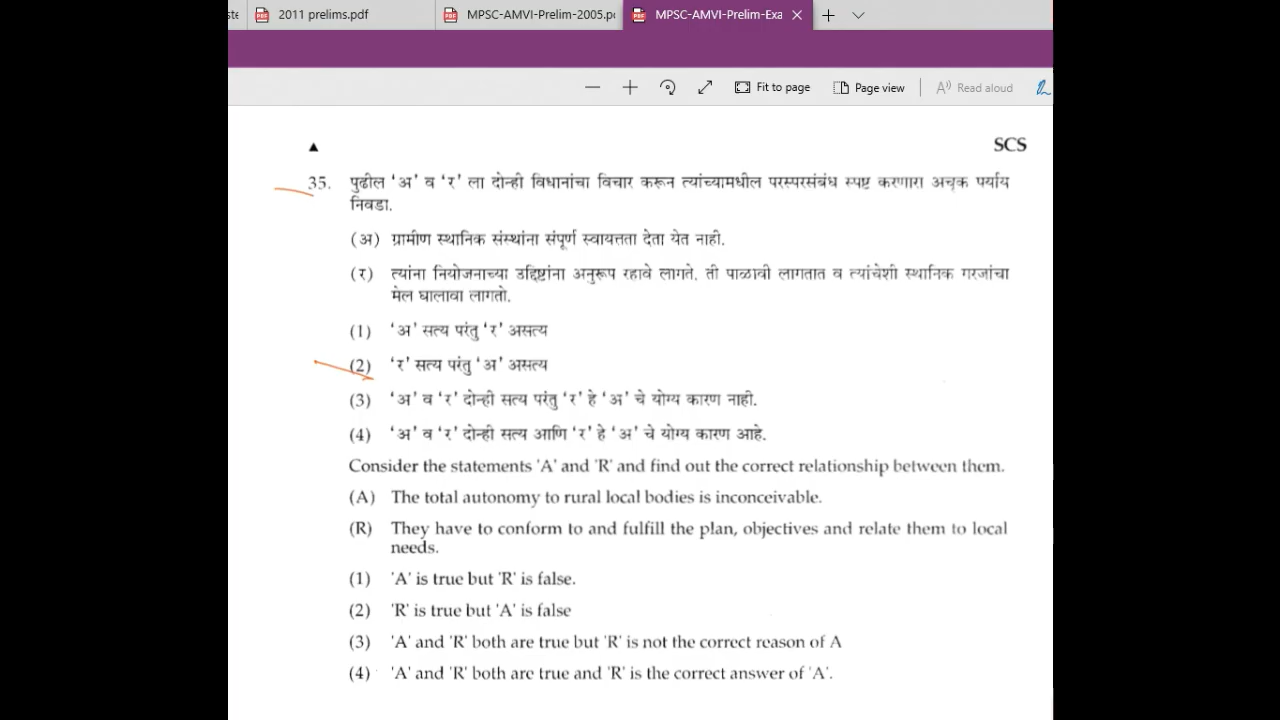 2011 prelims.pdf
MPSC-AMVI-Prelim-2005.p
MPSC-AMVI-Prelim-Exa
Fit to page
Page view
Read aloud
▲ SCS
35. पुढील ‘अ’ व ‘र’ ला दोन्ही विधानांचा विचार करून त्यांच्यामधील परस्परसंबंध स्पष्ट करणारा अचूक पर्याय
निवडा.
(अ) ग्रामीण स्थानिक संस्थांना संपूर्ण स्वायत्तता देता येत नाही.
(र) त्यांना नियोजनाच्या उद्दिष्टांना अनुरूप रहावे लागते. ती पाळावी लागतात व त्यांचेशी स्थानिक गरजांचा
मेल घालावा लागतो.
(1) ‘अ’ सत्य परंतु ‘र’ असत्य
(2) ‘र’ सत्य परंतु ‘अ’ असत्य
(3) ‘अ’ व ‘र’ दोन्ही सत्य परंतु ‘र’ हे ‘अ’ चे योग्य कारण नाही.
(4) ‘अ’ व ‘र’ दोन्ही सत्य आणि ‘र’ हे ‘अ’ चे योग्य कारण आहे.
Consider the statements 'A' and 'R' and find out the correct relationship between them.
(A) The total autonomy to rural local bodies is inconceivable.
(R) They have to conform to and fulfill the plan, objectives and relate them to local
needs.
(1) 'A' is true but 'R' is false.
(2) 'R' is true but 'A' is false
(3) 'A' and 'R' both are true but 'R' is not the correct reason of A
(4) 'A' and 'R' both are true and 'R' is the correct answer of 'A'.